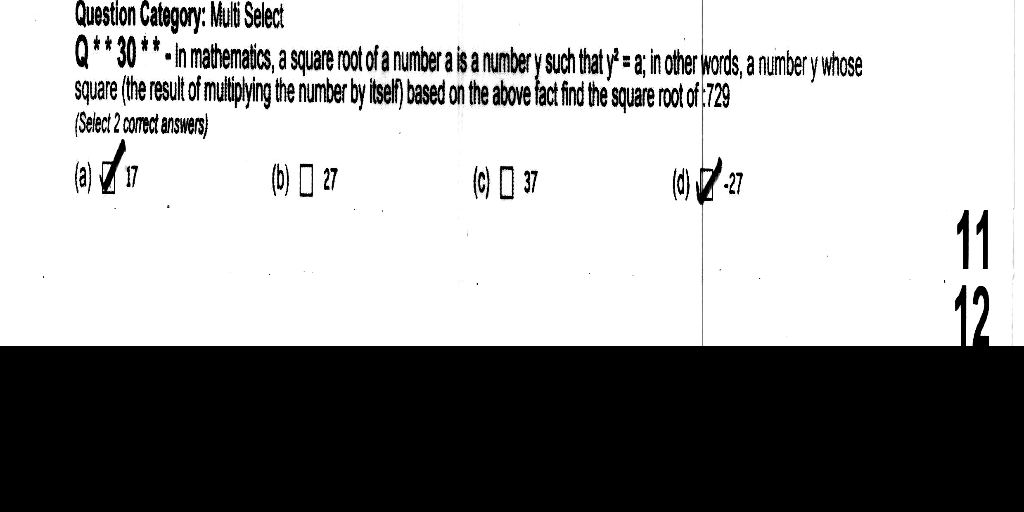 Question Category: Multi Select
Q ** 30 ** - In mathematics, a square root of a number a is a number y such that y² = a; in other words, a number y whose
square (the result of multiplying the number by itself) based on the above fact find the square root of :729
(Select 2 correct answers)
(a) 17 (b) 27 (c) 37 (d) -27
11
12